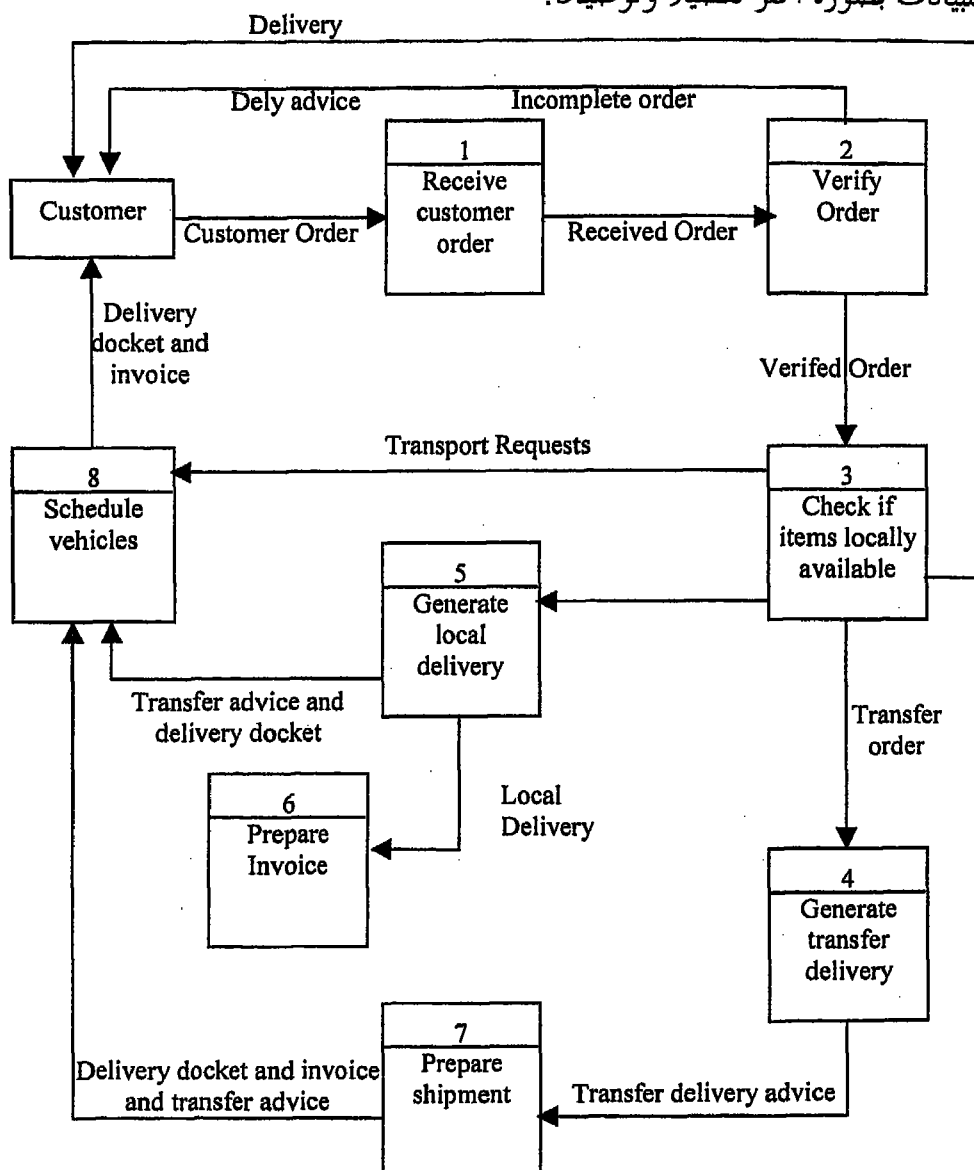 Delivery
Dely advice
Incomplete order
1
Receive
customer
order
2
Verify
Order
Customer
Customer Order
Received Order
Delivery
docket and
invoice
Verifed Order
Transport Requests
8
Schedule
vehicles
3
Check if
items locally
available
5
Generate
local
delivery
Transfer advice and
delivery docket
Transfer
order
6
Prepare
Invoice
Local
Delivery
4
Generate
transfer
delivery
7
Prepare
shipment
Delivery docket and invoice
and transfer advice
Transfer delivery advice